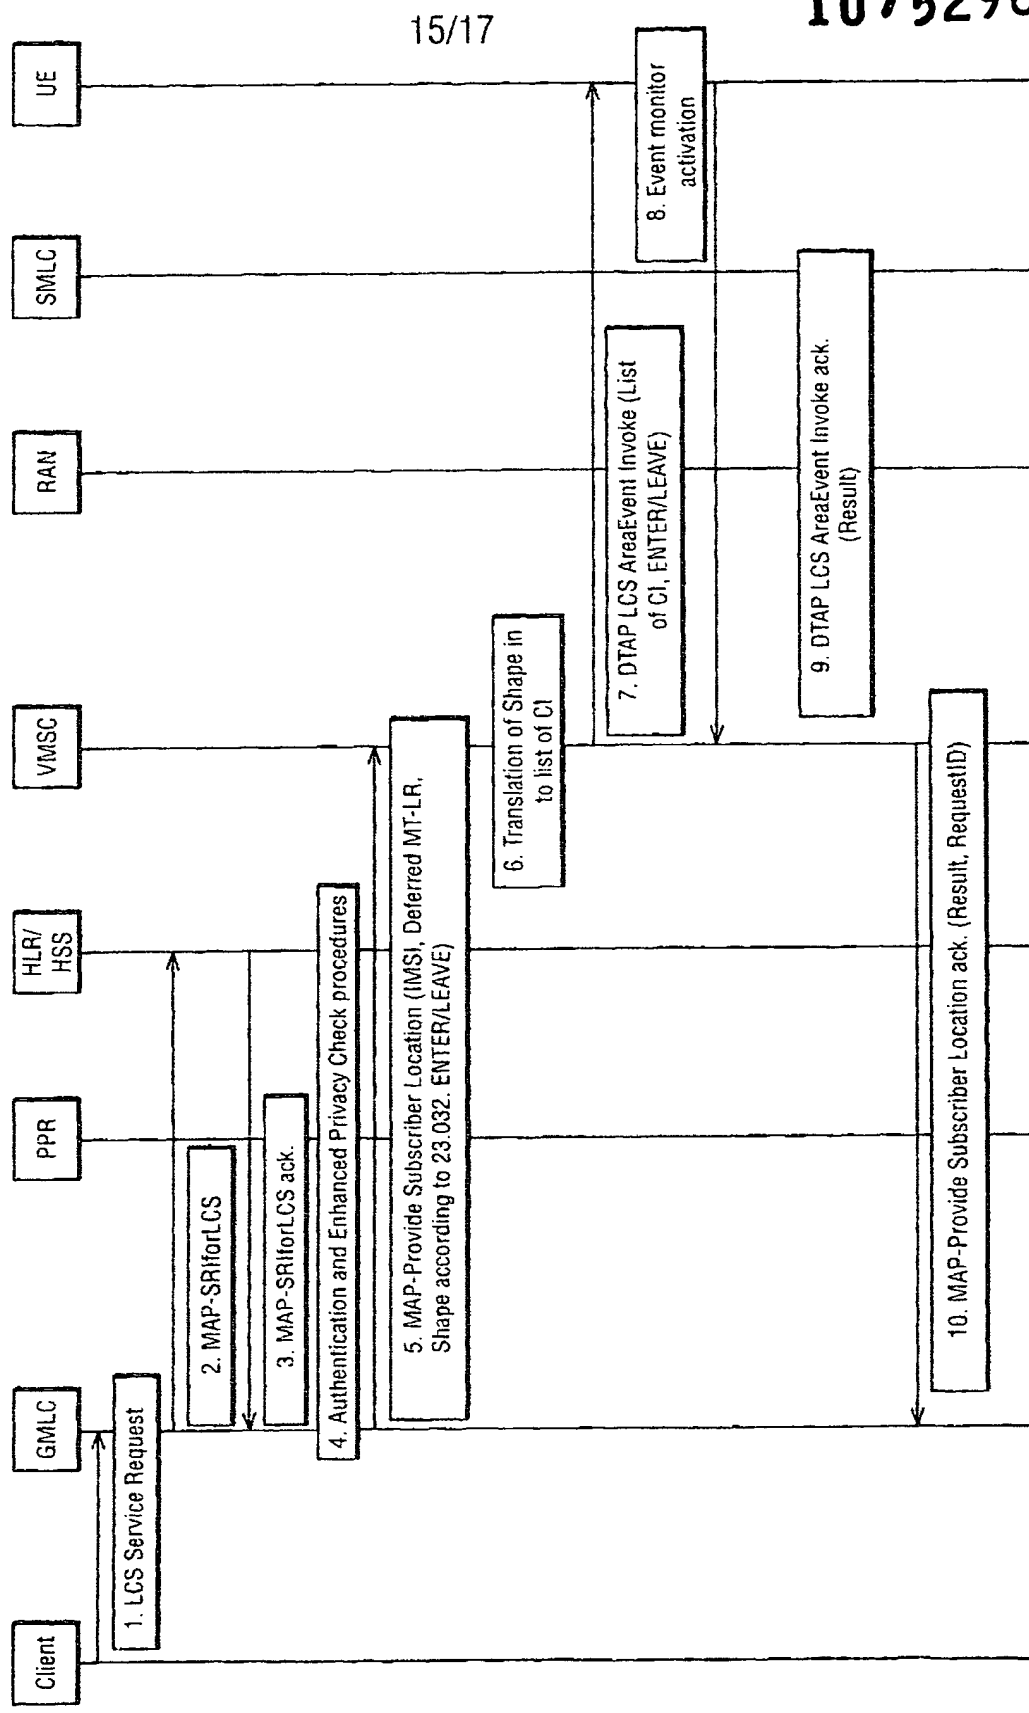 15/17
Client
GMLC
PPR
HLR/
HSS
VMSC
RAN
SMLC
UE
1. LCS Service Request
2. MAP-SRIforLCS
3. MAP-SRIforLCS ack.
4. Authentication and Enhanced Privacy Check procedures
5. MAP-Provide Subscriber Location (IMSI, Deferred MT-LR,
Shape according to 23.032. ENTER/LEAVE)
6. Translation of Shape in
to list of CI
7. DTAP LCS AreaEvent Invoke (List
of CI, ENTER/LEAVE)
8. Event monitor
activation
9. DTAP LCS AreaEvent Invoke ack.
(Result)
10. MAP-Provide Subscriber Location ack. (Result, RequestID)